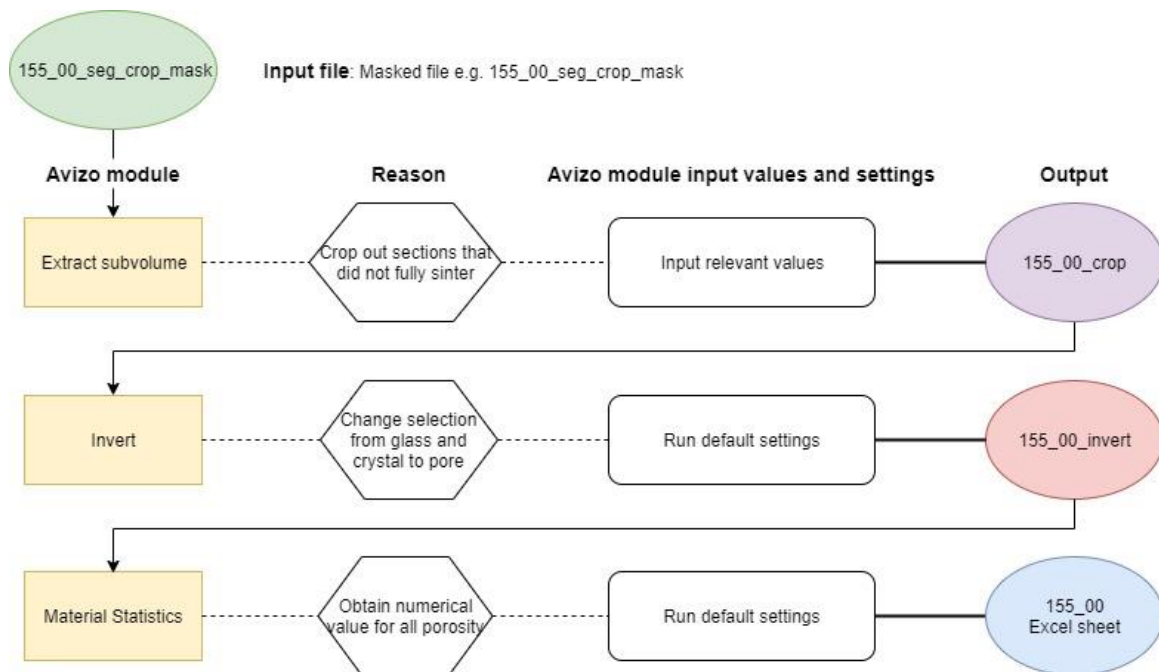 155_00_seg_crop_mask
Input file: Masked file e.g. 155_00_seg_crop_mask
Avizo module
Reason
Avizo module input values and settings
Output
Extract subvolume
Crop out sections that
did not fully sinter
Input relevant values
155_00_crop
Invert
Change selection
from glass and
crystal to pore
Run default settings
155_00_invert
Material Statistics
Obtain numerical
value for all porosity
Run default settings
155_00
Excel sheet